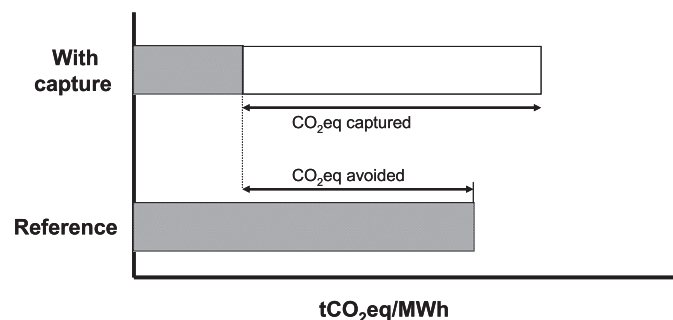 With
capture
CO₂eq captured
CO₂eq avoided
Reference
tCO₂eq/MWh